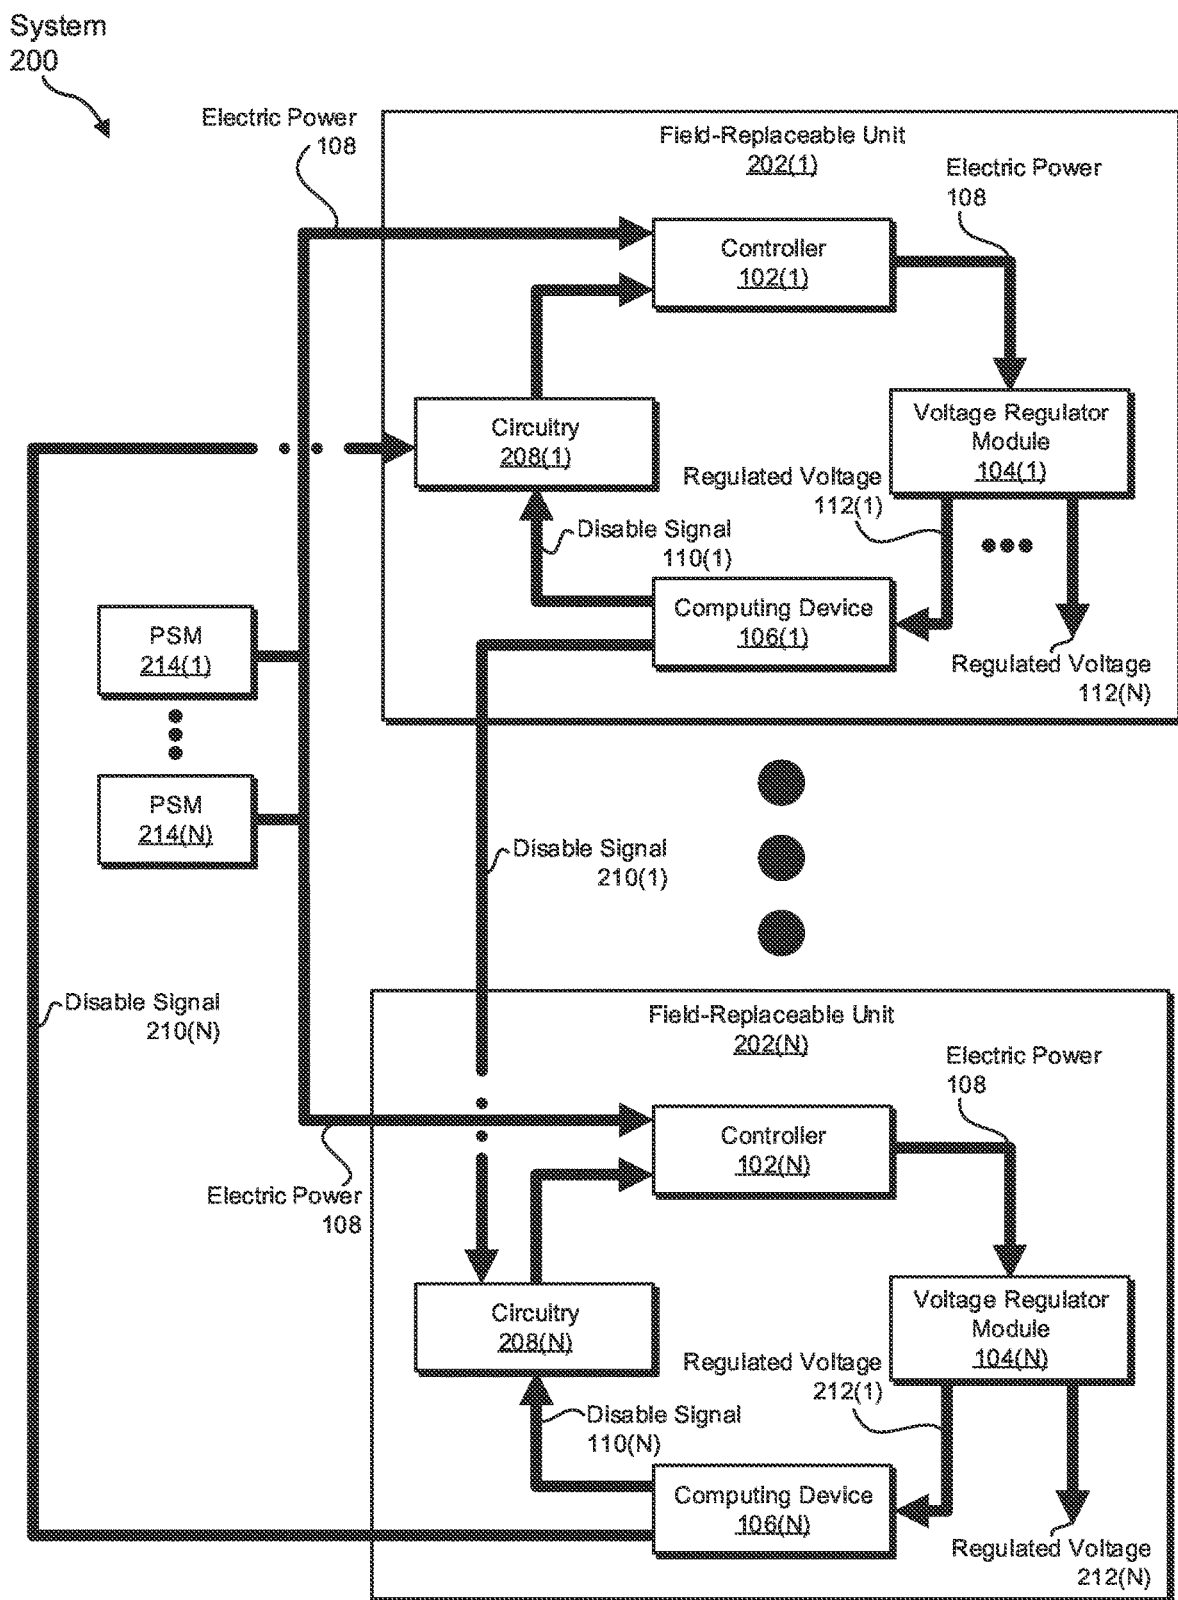 System
200
Electric Power
108
Field-Replaceable Unit
202(1)
Electric Power
108
Controller
102(1)
Circuitry
208(1)
Voltage Regulator
Module
104(1)
Regulated Voltage
112(1)
Disable Signal
110(1)
Computing Device
106(1)
Regulated Voltage
112(N)
PSM
214(1)
PSM
214(N)
Disable Signal
210(1)
Disable Signal
210(N)
Field-Replaceable Unit
202(N)
Electric Power
108
Controller
102(N)
Electric Power
108
Circuitry
208(N)
Voltage Regulator
Module
104(N)
Regulated Voltage
212(1)
Disable Signal
110(N)
Computing Device
106(N)
Regulated Voltage
212(N)